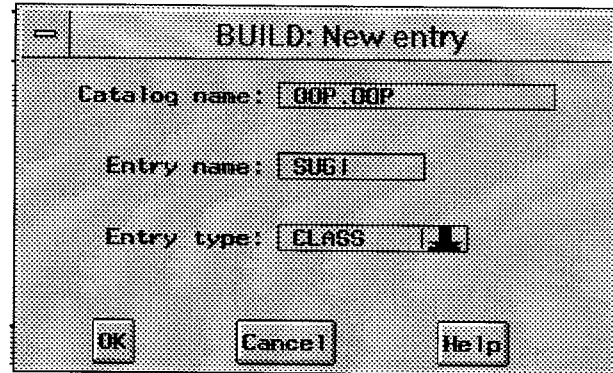 BUILD: New entry
Catalog name: OOP.OOP
Entry name: SUGI
Entry type: CLASS
OK Cancel Help